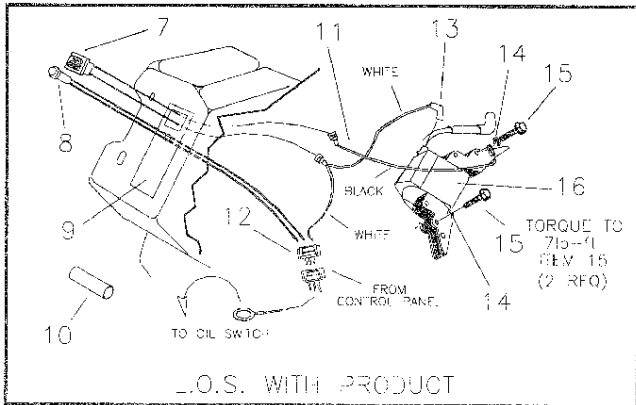 7
11
13
WHITE
14
15
8
BLACK
16
9
12
WHITE
15
TORQUE TO
14
(2 REQ)
FROM
CONTROL PANEL
10
TO OIL SWITCH
L.O.S. WITH PRODUCT